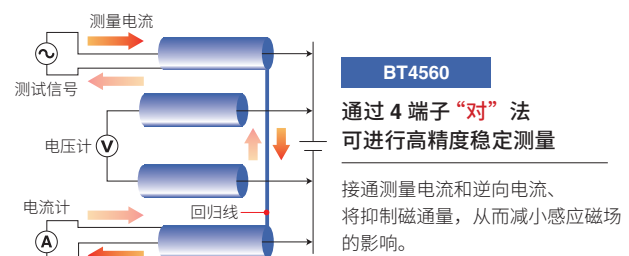 测量电流
测试信号
电压计
V
电流计
A
回归线
BT4560
通过 4 端子“对”法
可进行高精度稳定测量
接通测量电流和逆向电流、
将抑制磁通量，从而减小感应磁场
的影响。